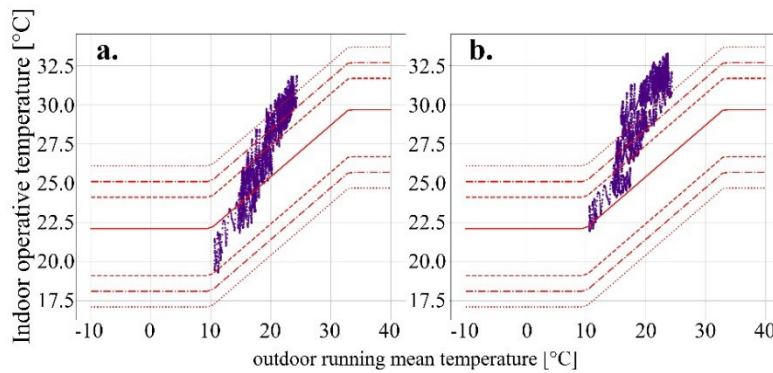 a.
b.
Indoor operative temperature [°C]
32.5
30.0
27.5
25.0
22.5
20.0
17.5
32.5
30.0
27.5
25.0
22.5
20.0
17.5
-10 0 10 20 30 40
-10 0 10 20 30 40
outdoor running mean temperature [°C]